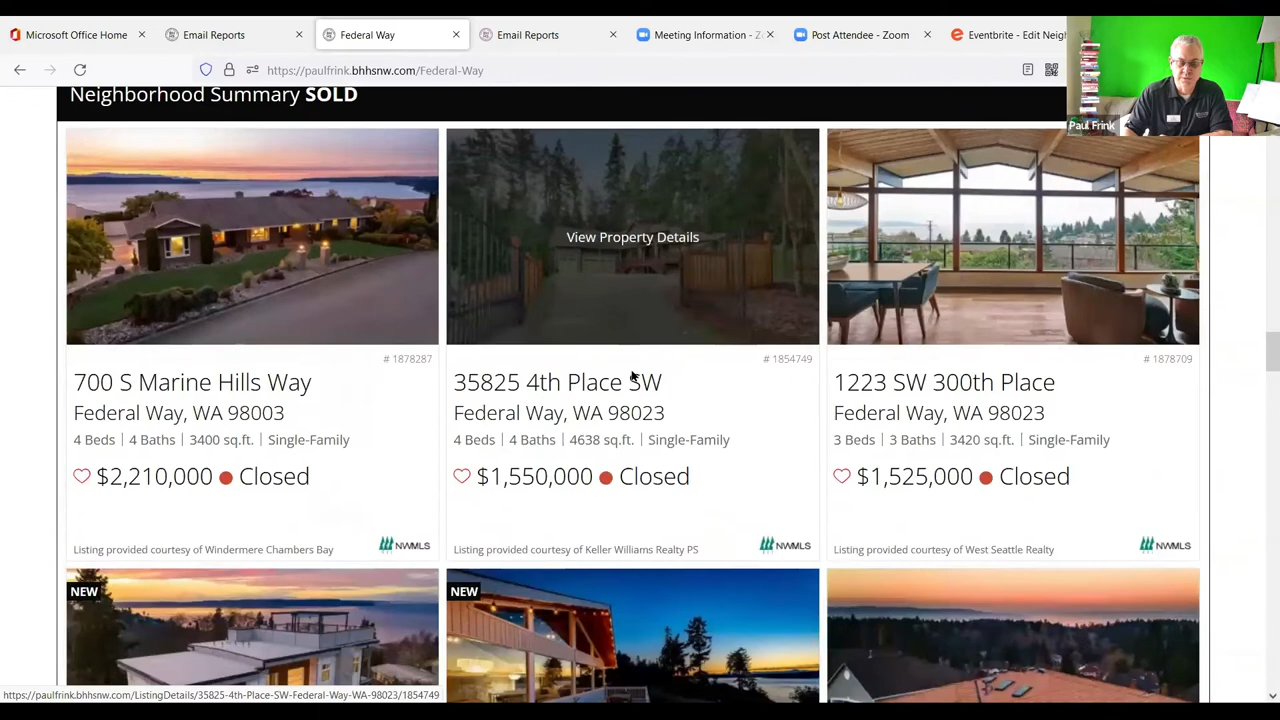 Microsoft Office Home
Email Reports
Federal Way
Email Reports
Meeting Information - Z
Post Attendee - Zoom
Eventbrite - Edit Neigh
https://paulfrink.bhhsnw.com/Federal-Way
Paul Frink
Neighborhood Summary SOLD
View Property Details
# 1878287
700 S Marine Hills Way
Federal Way, WA 98003
4 Beds | 4 Baths | 3400 sq.ft. | Single-Family
$2,210,000 Closed
Listing provided courtesy of Windermere Chambers Bay
NWMLS
# 1854749
35825 4th Place SW
Federal Way, WA 98023
4 Beds | 4 Baths | 4638 sq.ft. | Single-Family
$1,550,000 Closed
Listing provided courtesy of Keller Williams Realty PS
NWMLS
# 1878709
1223 SW 300th Place
Federal Way, WA 98023
3 Beds | 3 Baths | 3420 sq.ft. | Single-Family
$1,525,000 Closed
Listing provided courtesy of West Seattle Realty
NWMLS
NEW
NEW
https://paulfrink.bhhsnw.com/ListingDetails/35825-4th-Place-SW-Federal-Way-WA-98023/1854749